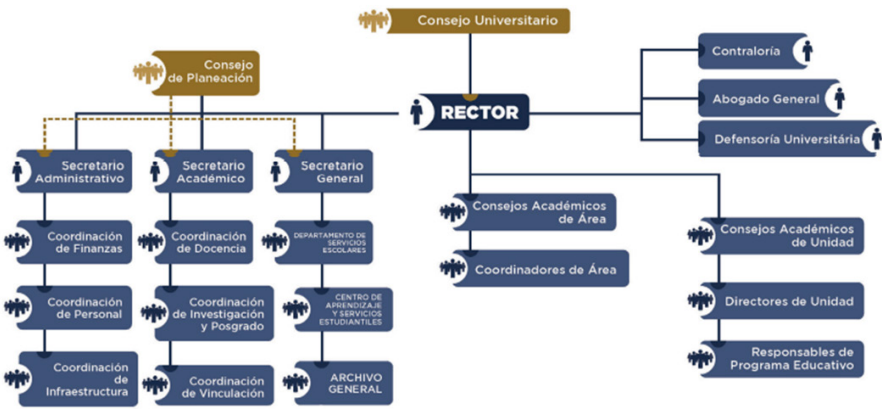 Consejo Universitario
Consejo
de Planeación
Contraloría
Abogado General
Defensoría Universitária
RECTOR
Secretario
Administrativo
Secretario
Académico
Secretario
General
Consejos Académicos
de Área
Consejos Académicos
de Unidad
Coordinación
de Finanzas
Coordinación
de Docencia
DEPARTAMENTO DE
SERVICIOS
ESCOLARES
Coordinadores de Área
Coordinación
de Personal
Coordinación
de Investigación
y Posgrado
CENTRO DE
APRENDIZAJE
Y SERVICIOS
ESTUDIANTILES
Directores de Unidad
Coordinación
de
Infraestructura
Coordinación
de Vinculación
ARCHIVO
GENERAL
Responsables de
Programa Educativo